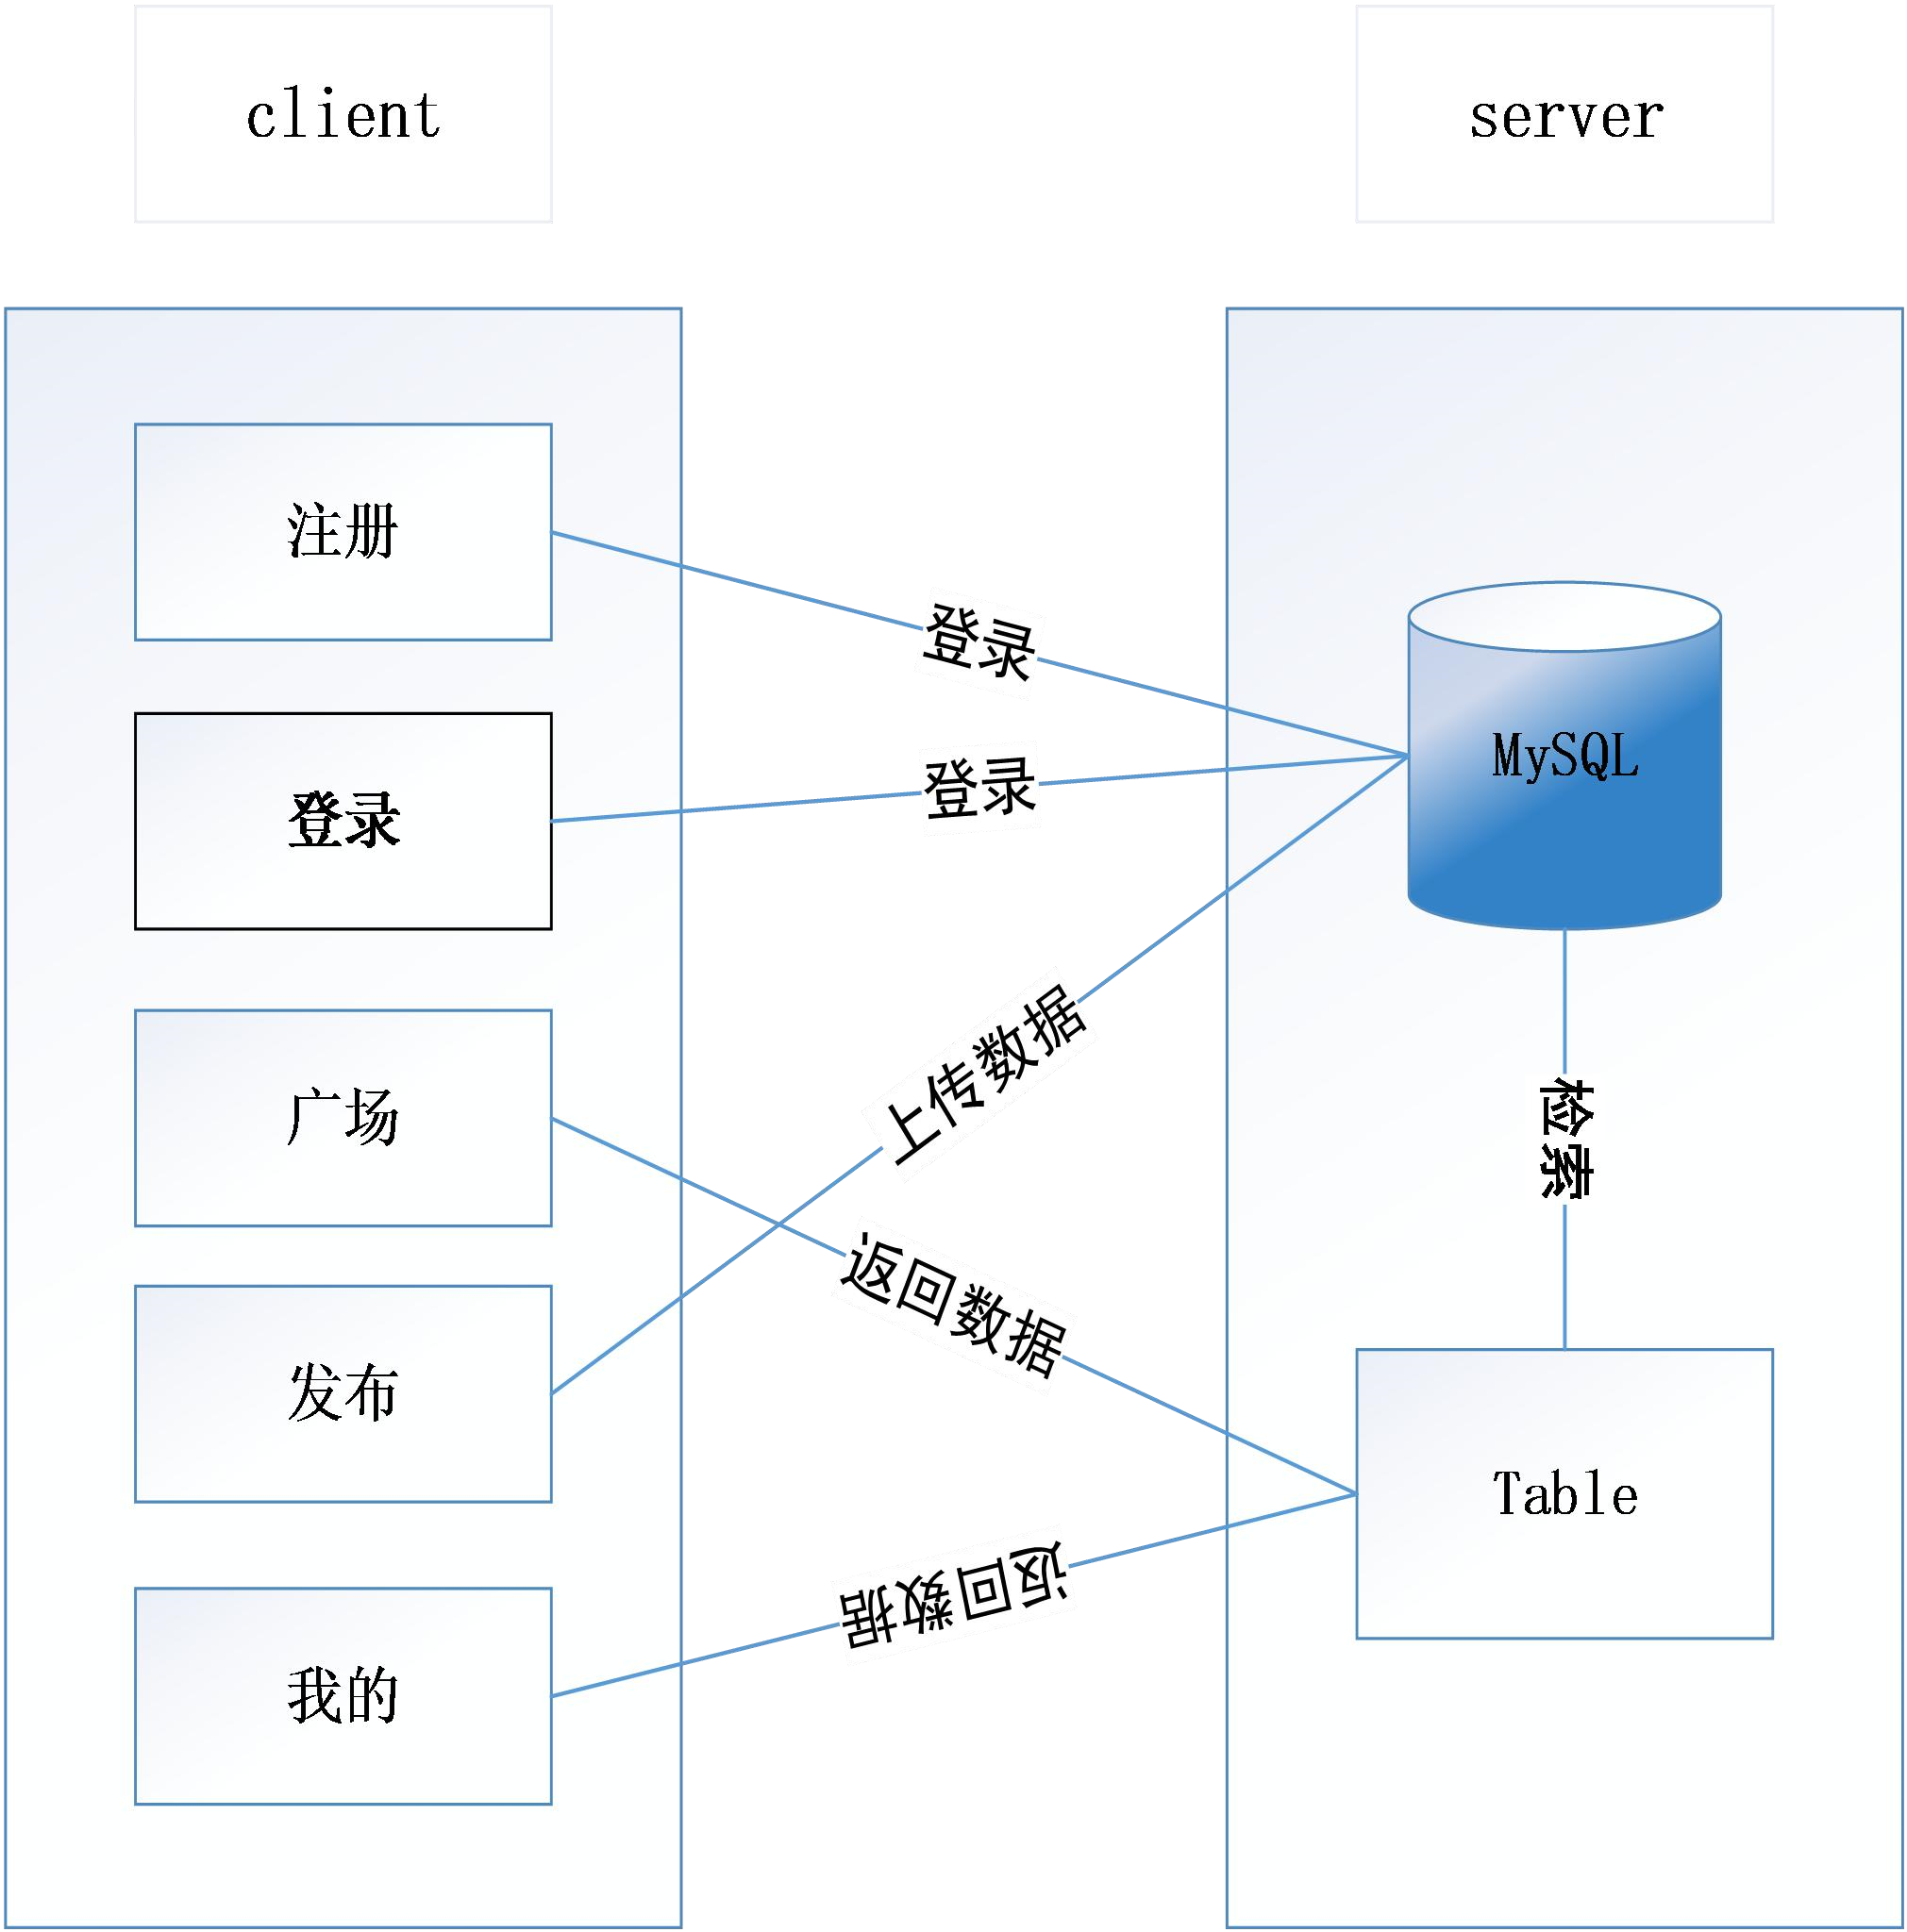 client
server
注册
登录
登录
登录
MySQL
广场
上传数据
检索
返回数据
发布
Table
返回数据
我的